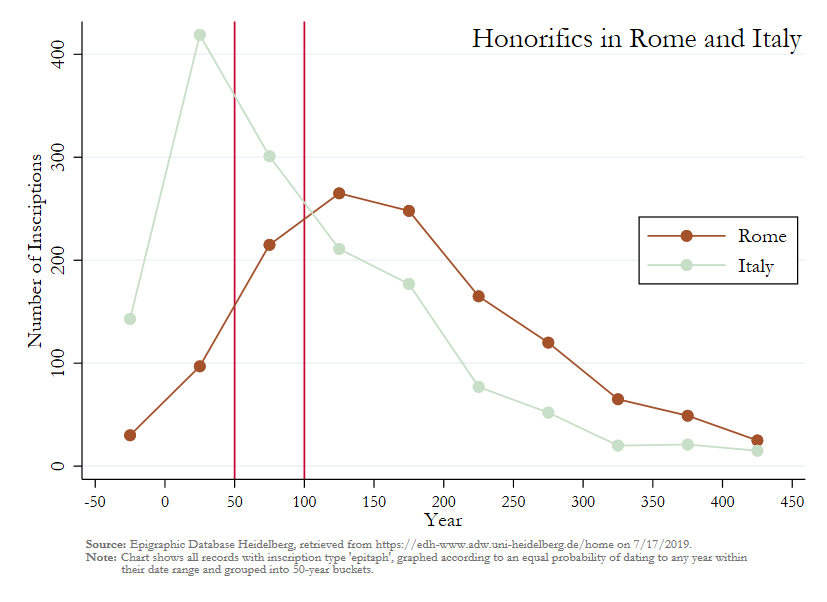 Honorifics in Rome and Italy
Number of Inscriptions
400
300
200
100
0
Rome
Italy
-50 0 50 100 150 200 250 300 350 400 450
Year
Source: Epigraphic Database Heidelberg, retrieved from https://edh-www.adw.uni-heidelberg.de/home on 7/17/2019.
Note: Chart shows all records with inscription type 'epitaph', graphed according to an equal probability of dating to any year within
their date range and grouped into 50-year buckets.